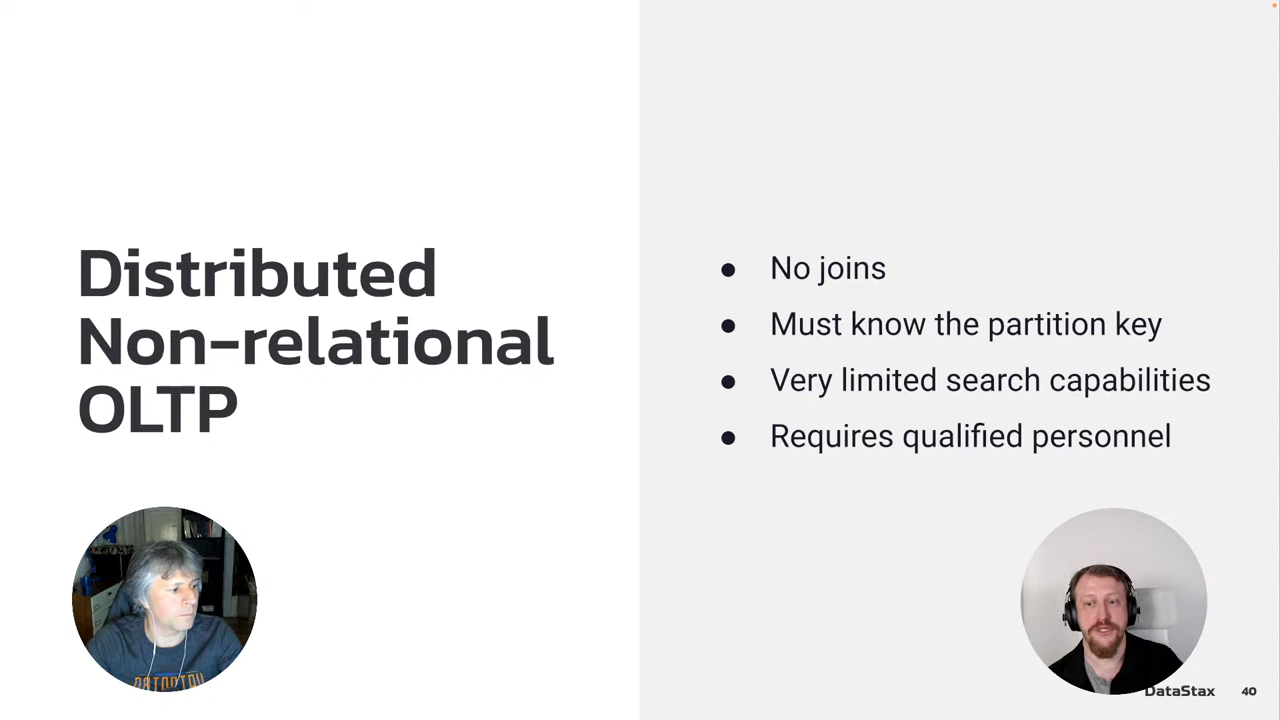 Distributed
Non-relational
OLTP
● No joins
● Must know the partition key
● Very limited search capabilities
● Requires qualified personnel
DataStax 40